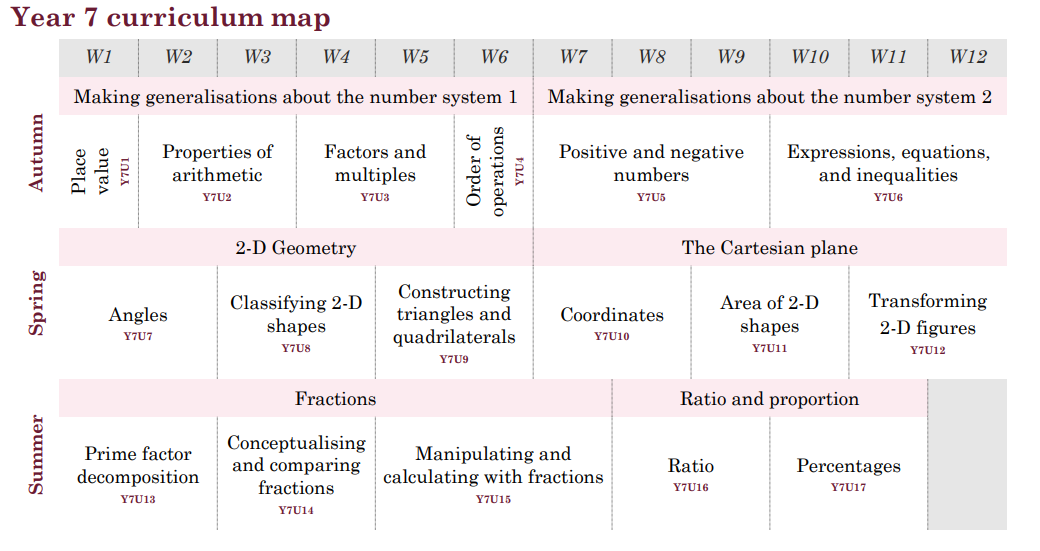 Year 7 curriculum map
W1 W2 W3 W4 W5 W6 W7 W8 W9 W10 W11 W12
Autumn
Making generalisations about the number system 1
Making generalisations about the number system 2
Place
value
Y7U1
Properties of
arithmetic
Y7U2
Factors and
multiples
Y7U3
Order of
operations
Y7U4
Positive and negative
numbers
Y7U5
Expressions, equations,
and inequalities
Y7U6
Spring
2-D Geometry
The Cartesian plane
Angles
Y7U7
Classifying 2-D
shapes
Y7U8
Constructing
triangles and
quadrilaterals
Y7U9
Coordinates
Y7U10
Area of 2-D
shapes
Y7U11
Transforming
2-D figures
Y7U12
Summer
Fractions
Ratio and proportion
Prime factor
decomposition
Y7U13
Conceptualising
and comparing
fractions
Y7U14
Manipulating and
calculating with fractions
Y7U15
Ratio
Y7U16
Percentages
Y7U17